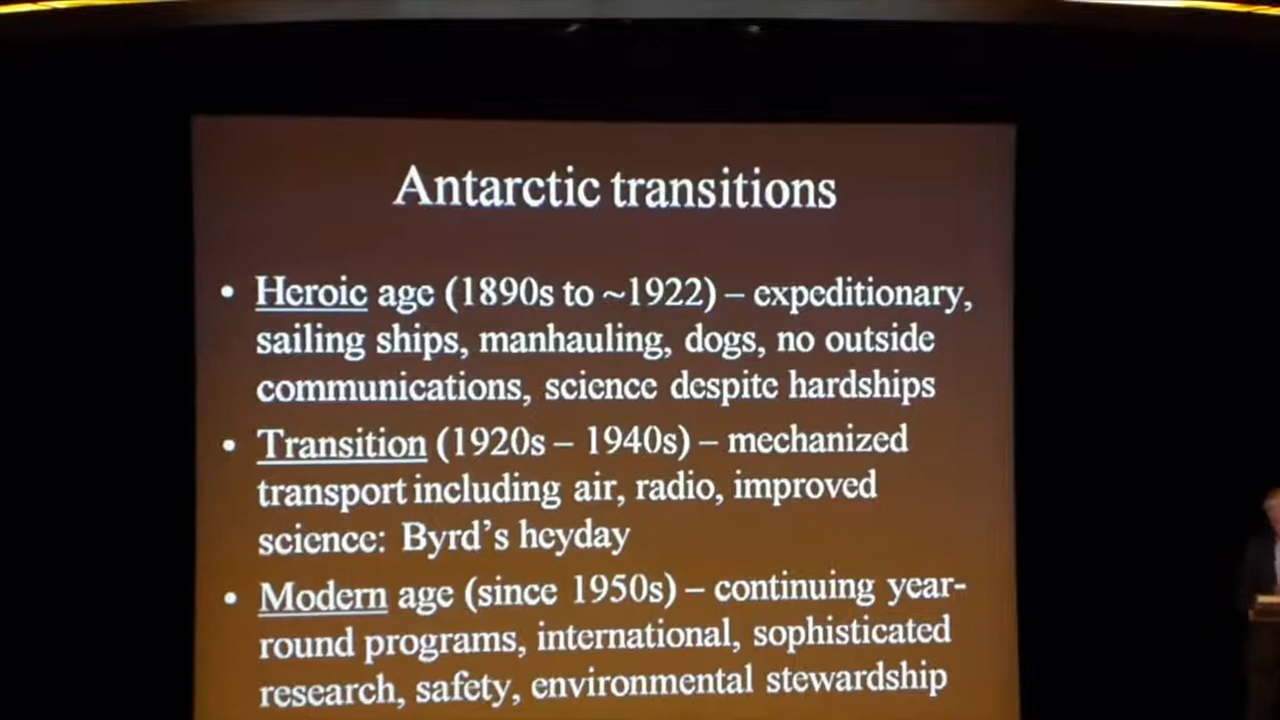 Antarctic transitions
• Heroic age (1890s to ~1922) – expeditionary,
sailing ships, manhauling, dogs, no outside
communications, science despite hardships
• Transition (1920s – 1940s) – mechanized
transport including air, radio, improved
science: Byrd's heyday
• Modern age (since 1950s) – continuing year-
round programs, international, sophisticated
research, safety, environmental stewardship